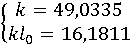 k = 49,0335
kl₀ = 16,1811